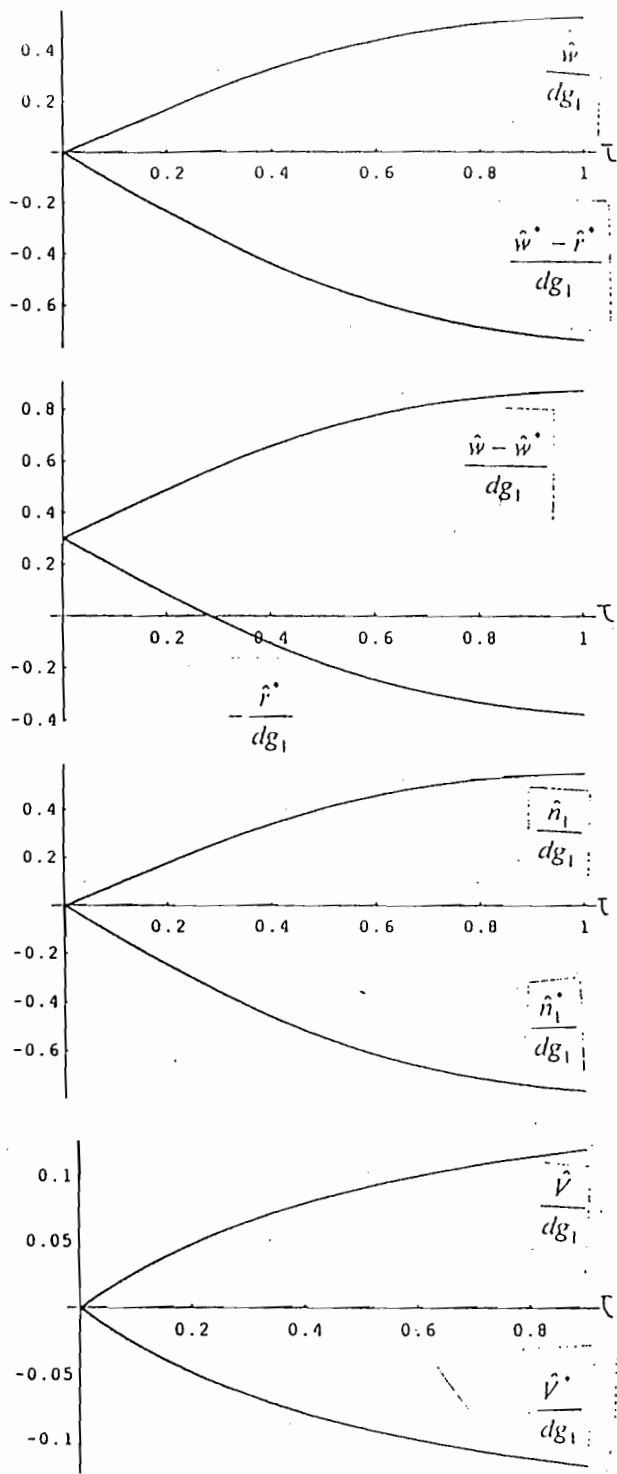 0.4
ŵ
dg₁
0.2
0.2 0.4 0.6 0.8 1 τ
-0.2
ŵ* − r̂*
dg₁
-0.4
-0.6
0.8
ŵ − ŵ*
dg₁
0.6
0.4
0.2
0.2 0.4 0.6 0.8 1 τ
-0.2
− r̂*
dg₁
-0.4
0.4
n̂₁
dg₁
0.2
0.2 0.4 0.6 0.8 1 τ
-0.2
-0.4
n̂₁*
dg₁
-0.6
0.1
V̂
dg₁
0.05
0.2 0.4 0.6 0.8 τ
-0.05
V̂*
dg₁
-0.1